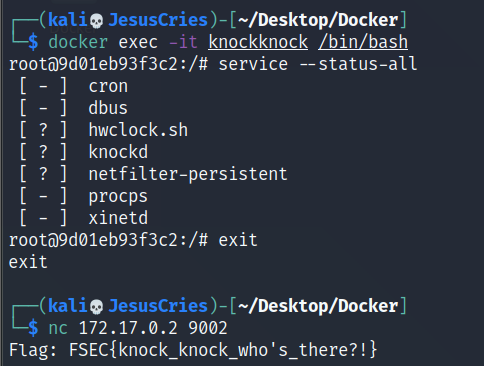 ┌──(kali💀JesusCries)-[~/Desktop/Docker]
└─$ docker exec -it knockknock /bin/bash
root@9d01eb93f3c2:/# service --status-all
 [ - ]  cron
 [ - ]  dbus
 [ ? ]  hwclock.sh
 [ ? ]  knockd
 [ ? ]  netfilter-persistent
 [ - ]  procps
 [ - ]  xinetd
root@9d01eb93f3c2:/# exit
exit
┌──(kali💀JesusCries)-[~/Desktop/Docker]
└─$ nc 172.17.0.2 9002
Flag: FSEC{knock_knock_who's_there?!}